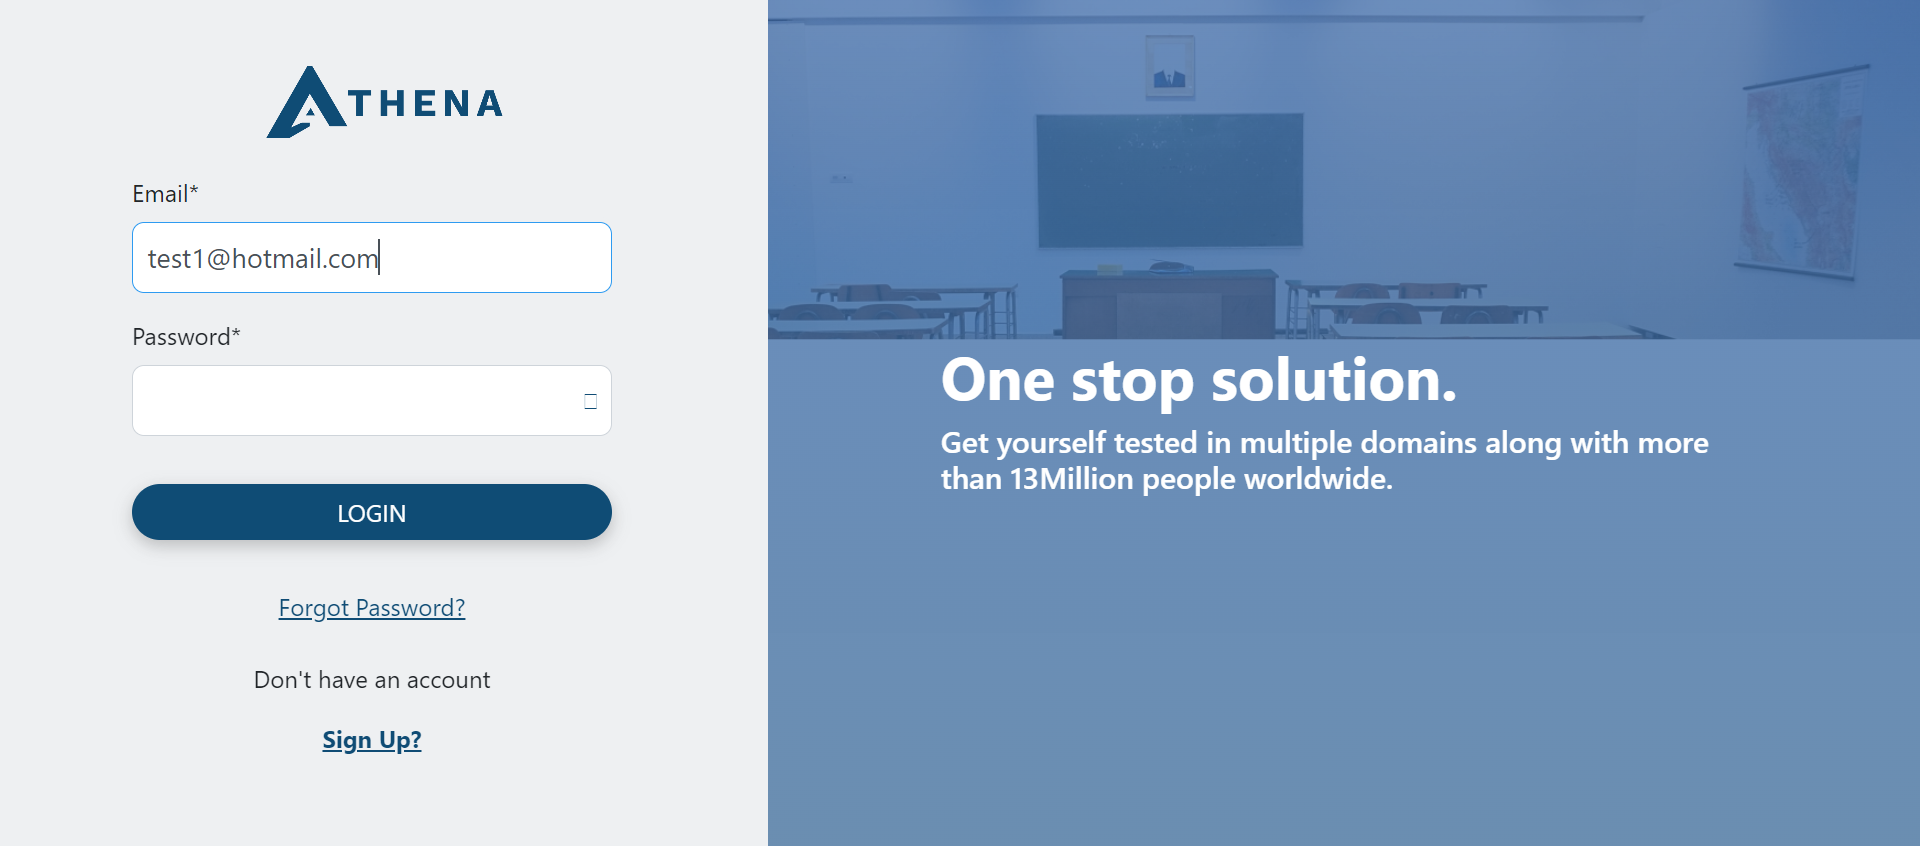 ATHENA
Email*
test1@hotmail.com
Password*
LOGIN
Forgot Password?
Don't have an account
Sign Up?
One stop solution.
Get yourself tested in multiple domains along with more
than 13Million people worldwide.